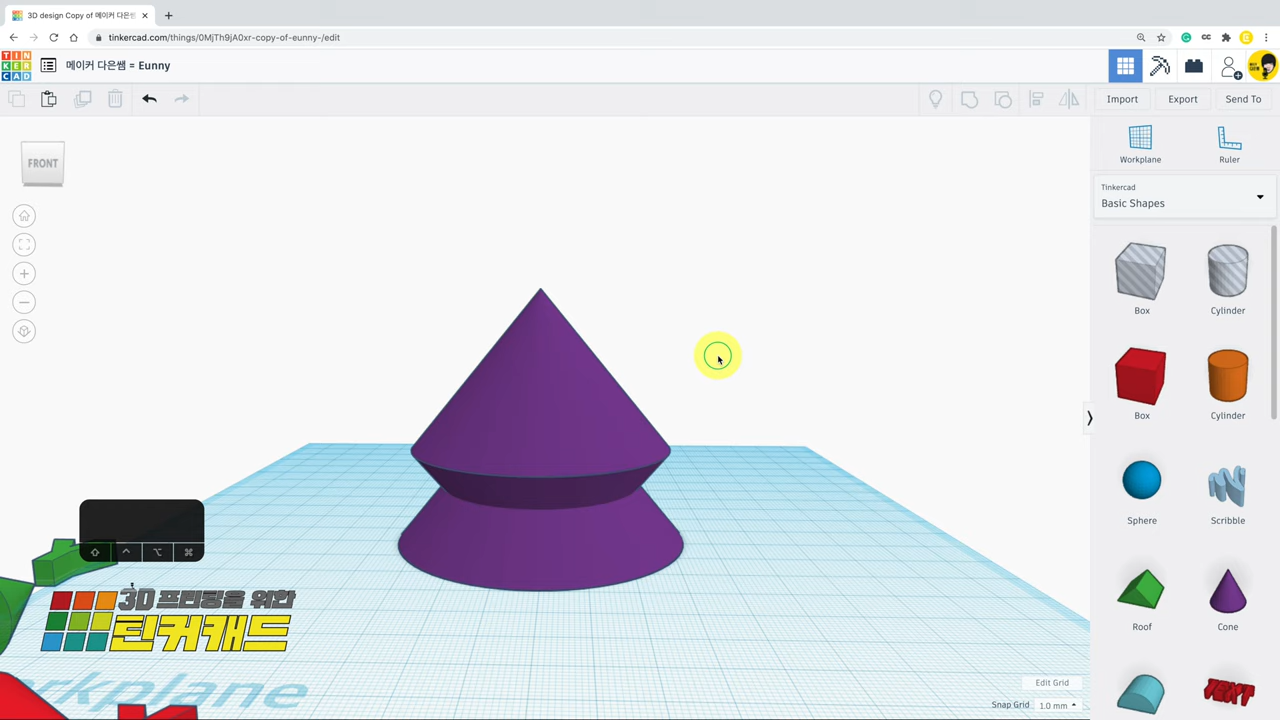 3D design Copy of 메이커 다은쌤
tinkercad.com/things/0MjTh9jA0xr-copy-of-eunny-/edit
TIN
KER
CAD
메이커 다은쌤 = Eunny
Import
Export
Send To
FRONT
Workplane
Ruler
Tinkercad
Basic Shapes
Box
Cylinder
Box
Cylinder
Sphere
Scribble
Roof
Cone
TEXT
3D 프린팅을 위한
틴커캐드
orkplane
Edit Grid
Snap Grid 1.0 mm